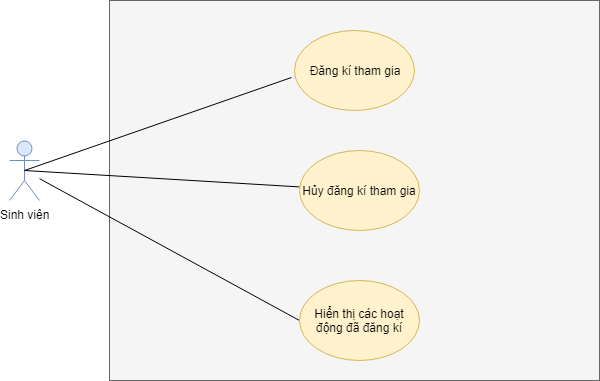 Đăng kí tham gia
Sinh viên
Hủy đăng kí tham gia
Hiển thị các hoạt
động đã đăng kí